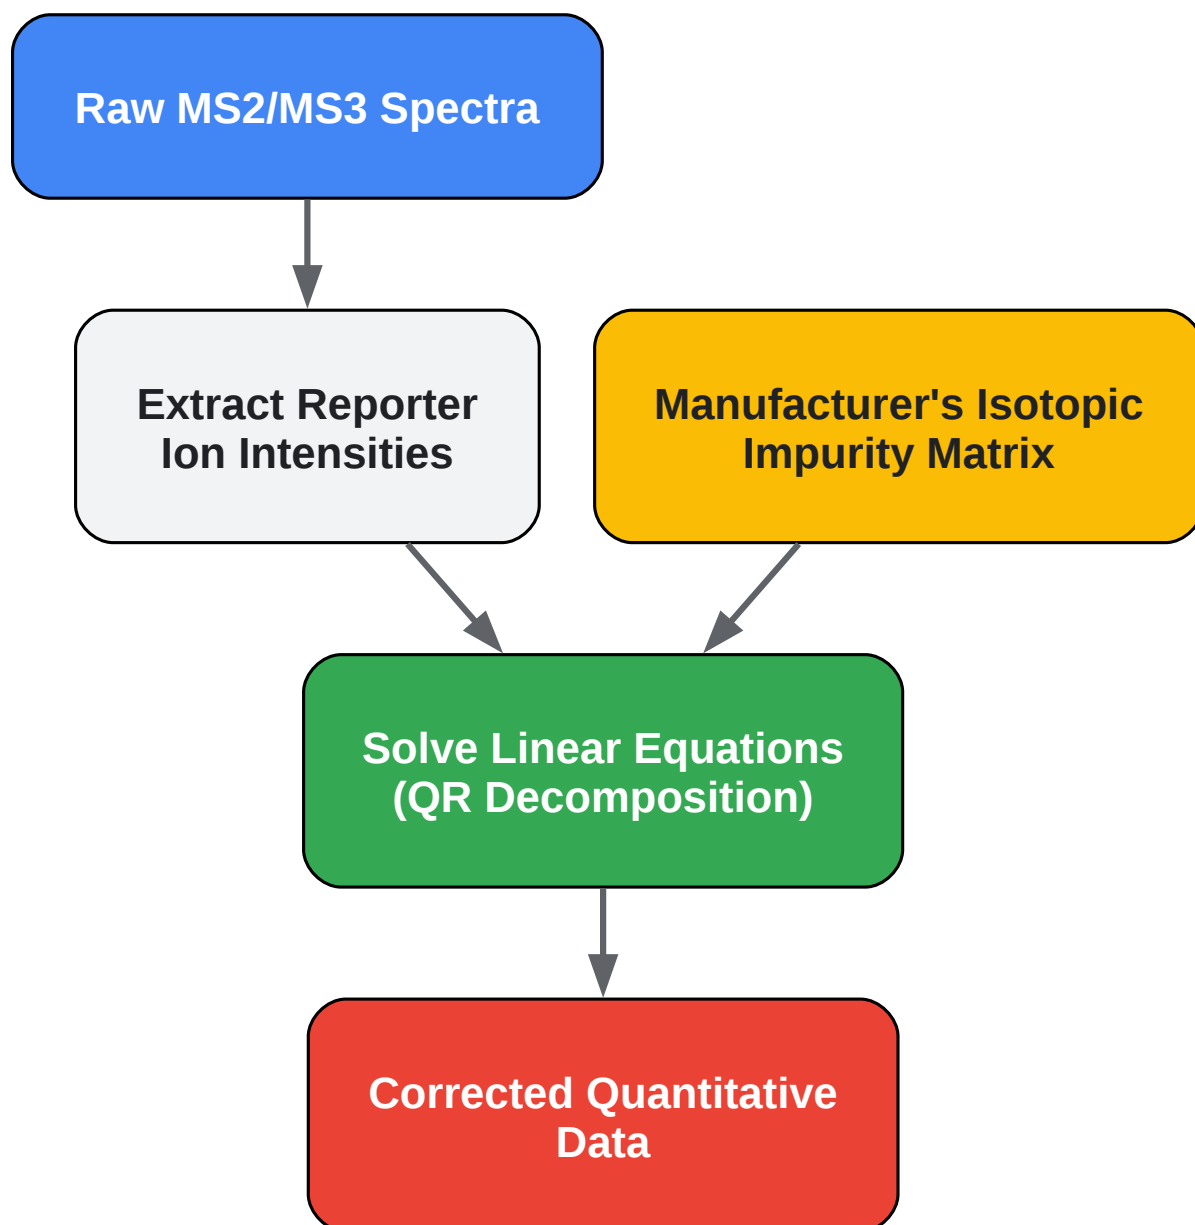 Raw MS2/MS3 Spectra
Extract Reporter
Ion Intensities
Manufacturer's Isotopic
Impurity Matrix
Solve Linear Equations
(QR Decomposition)
Corrected Quantitative
Data